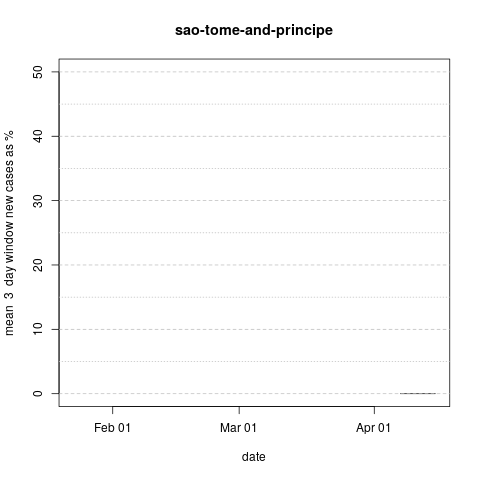 sao-tome-and-principe
mean 3 day window new cases as %
50
40
30
20
10
0
Feb 01
Mar 01
Apr 01
date